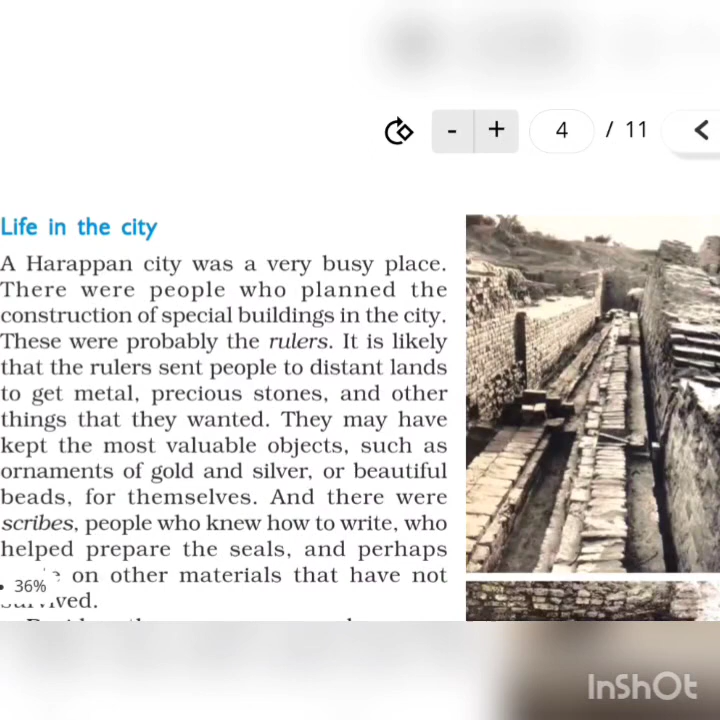 - + 4 / 11 <
Life in the city
A Harappan city was a very busy place.
There were people who planned the
construction of special buildings in the city.
These were probably the rulers. It is likely
that the rulers sent people to distant lands
to get metal, precious stones, and other
things that they wanted. They may have
kept the most valuable objects, such as
ornaments of gold and silver, or beautiful
beads, for themselves. And there were
scribes, people who knew how to write, who
helped prepare the seals, and perhaps
on other materials that have not
36%
InShOt